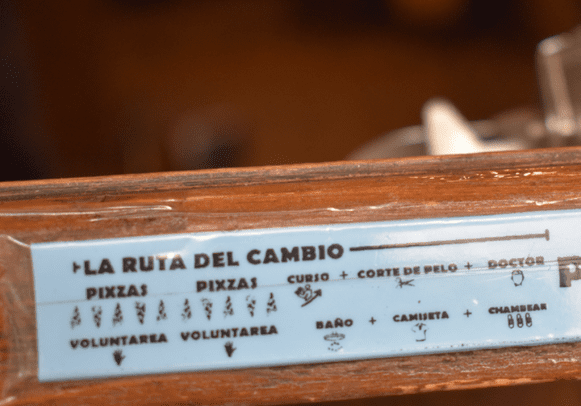 LA RUTA DEL CAMBIO
PIXZAS PIXZAS CURSO + CORTE DE PELO + DOCTOR
VOLUNTAREA VOLUNTAREA BAÑO + CAMISETA + CHAMBEAR
P